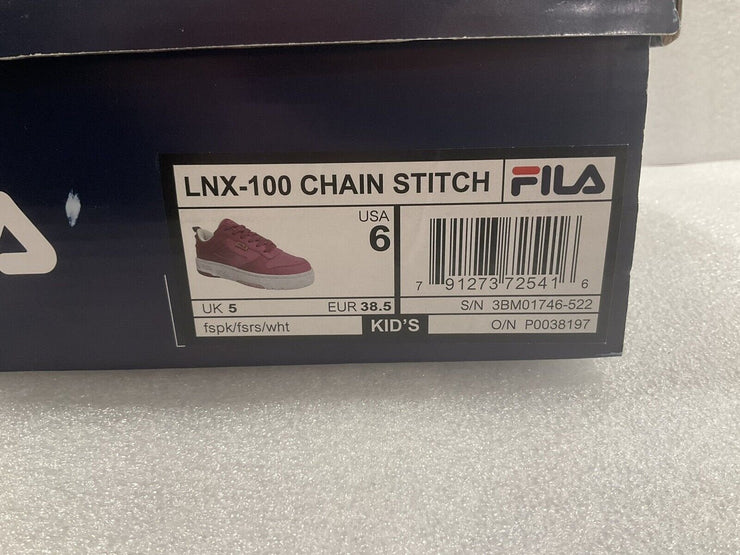 LNX-100 CHAIN STITCH FILA
USA
6
UK 5 EUR 38.5
fspk/fsrs/wht KID'S
7 91273 72541 6
S/N 3BM01746-522
O/N P0038197